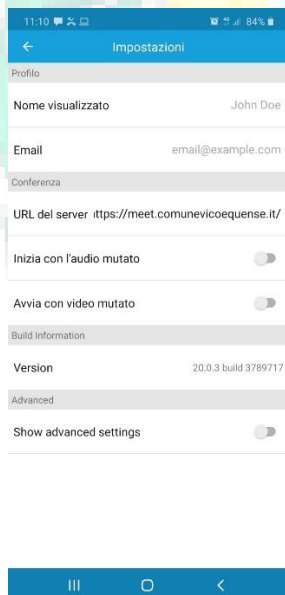 11:10 84%
Impostazioni
Profilo
Nome visualizzato John Doe
Email email@example.com
Conferenza
URL del server ttps://meet.comunevicoequense.it/
Inizia con l'audio mutato
Avvia con video mutato
Build Information
Version 20.0.3 build 3789717
Advanced
Show advanced settings